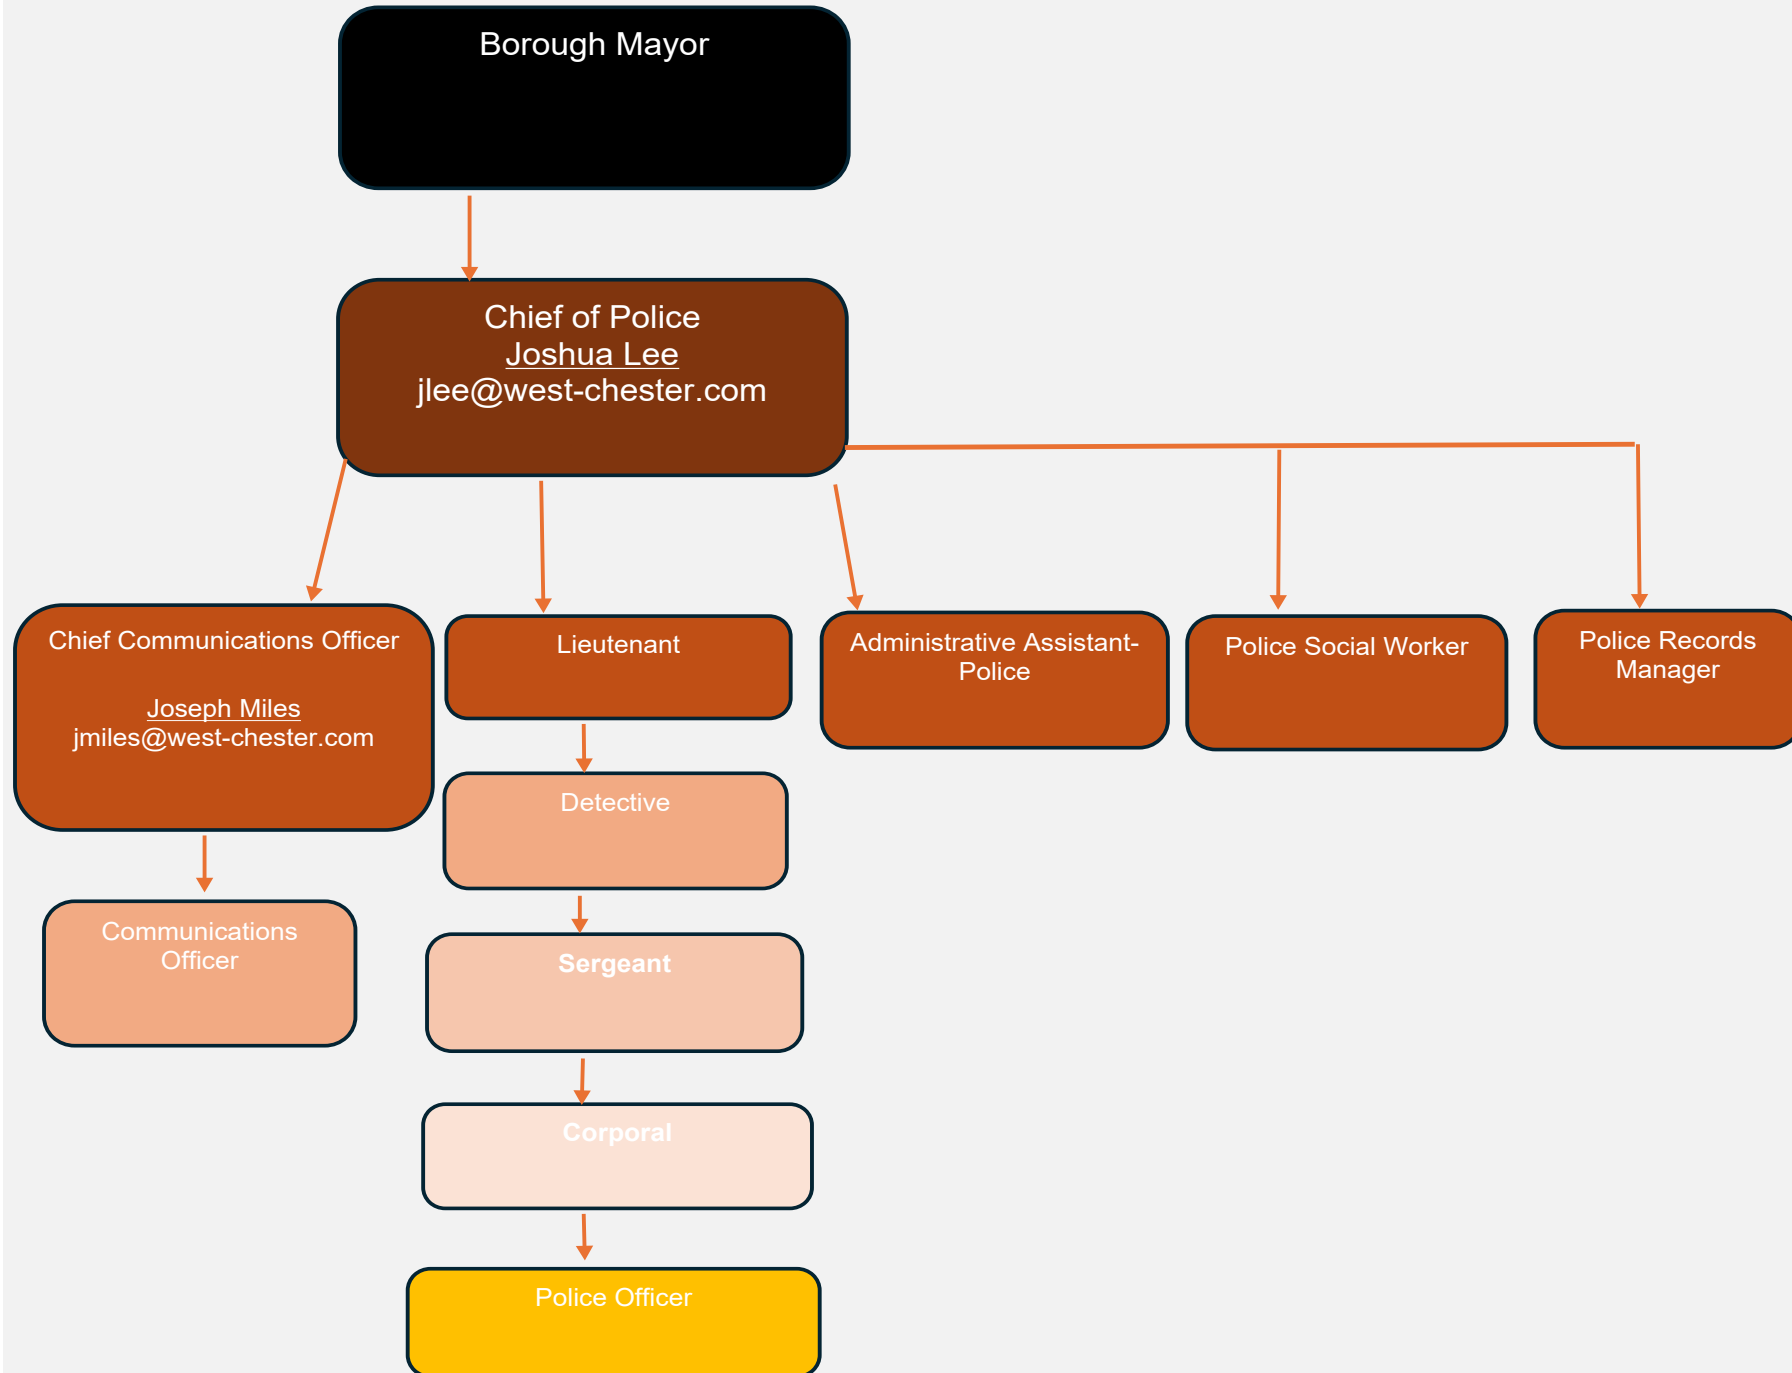 Borough Mayor
Chief of Police
Joshua Lee
jlee@west-chester.com
Chief Communications Officer
Joseph Miles
jmiles@west-chester.com
Lieutenant
Administrative Assistant-
Police
Police Social Worker
Police Records
Manager
Detective
Communications
Officer
Sergeant
Corporal
Police Officer